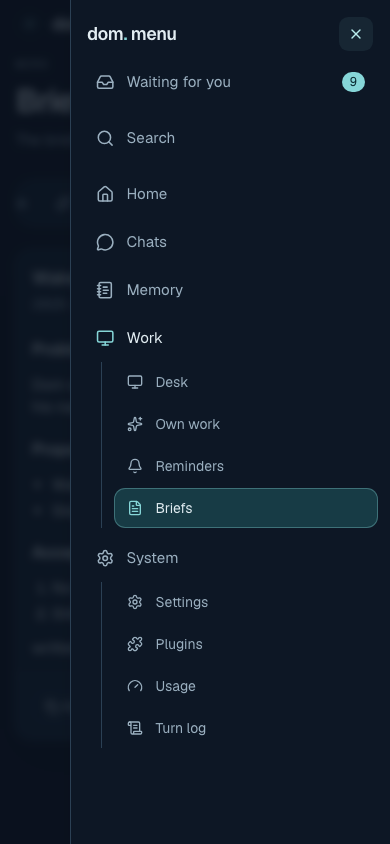 dom. menu
Waiting for you 9
Search
Home
Chats
Memory
Work
Desk
Own work
Reminders
Briefs
System
Settings
Plugins
Usage
Turn log